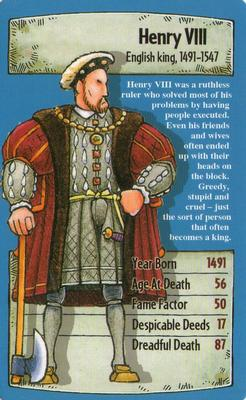 Henry VIII
English king, 1491-1547
Henry VIII was a ruthless
ruler who solved most of his
problems by having
people executed.
Even his friends
and wives
often ended
up with their
heads on
the block.
Greedy,
stupid and
cruel – just
the sort of person
that often
becomes a king.
Year Born 1491
Age At Death 56
Fame Factor 50
Despicable Deeds 17
Dreadful Death 87